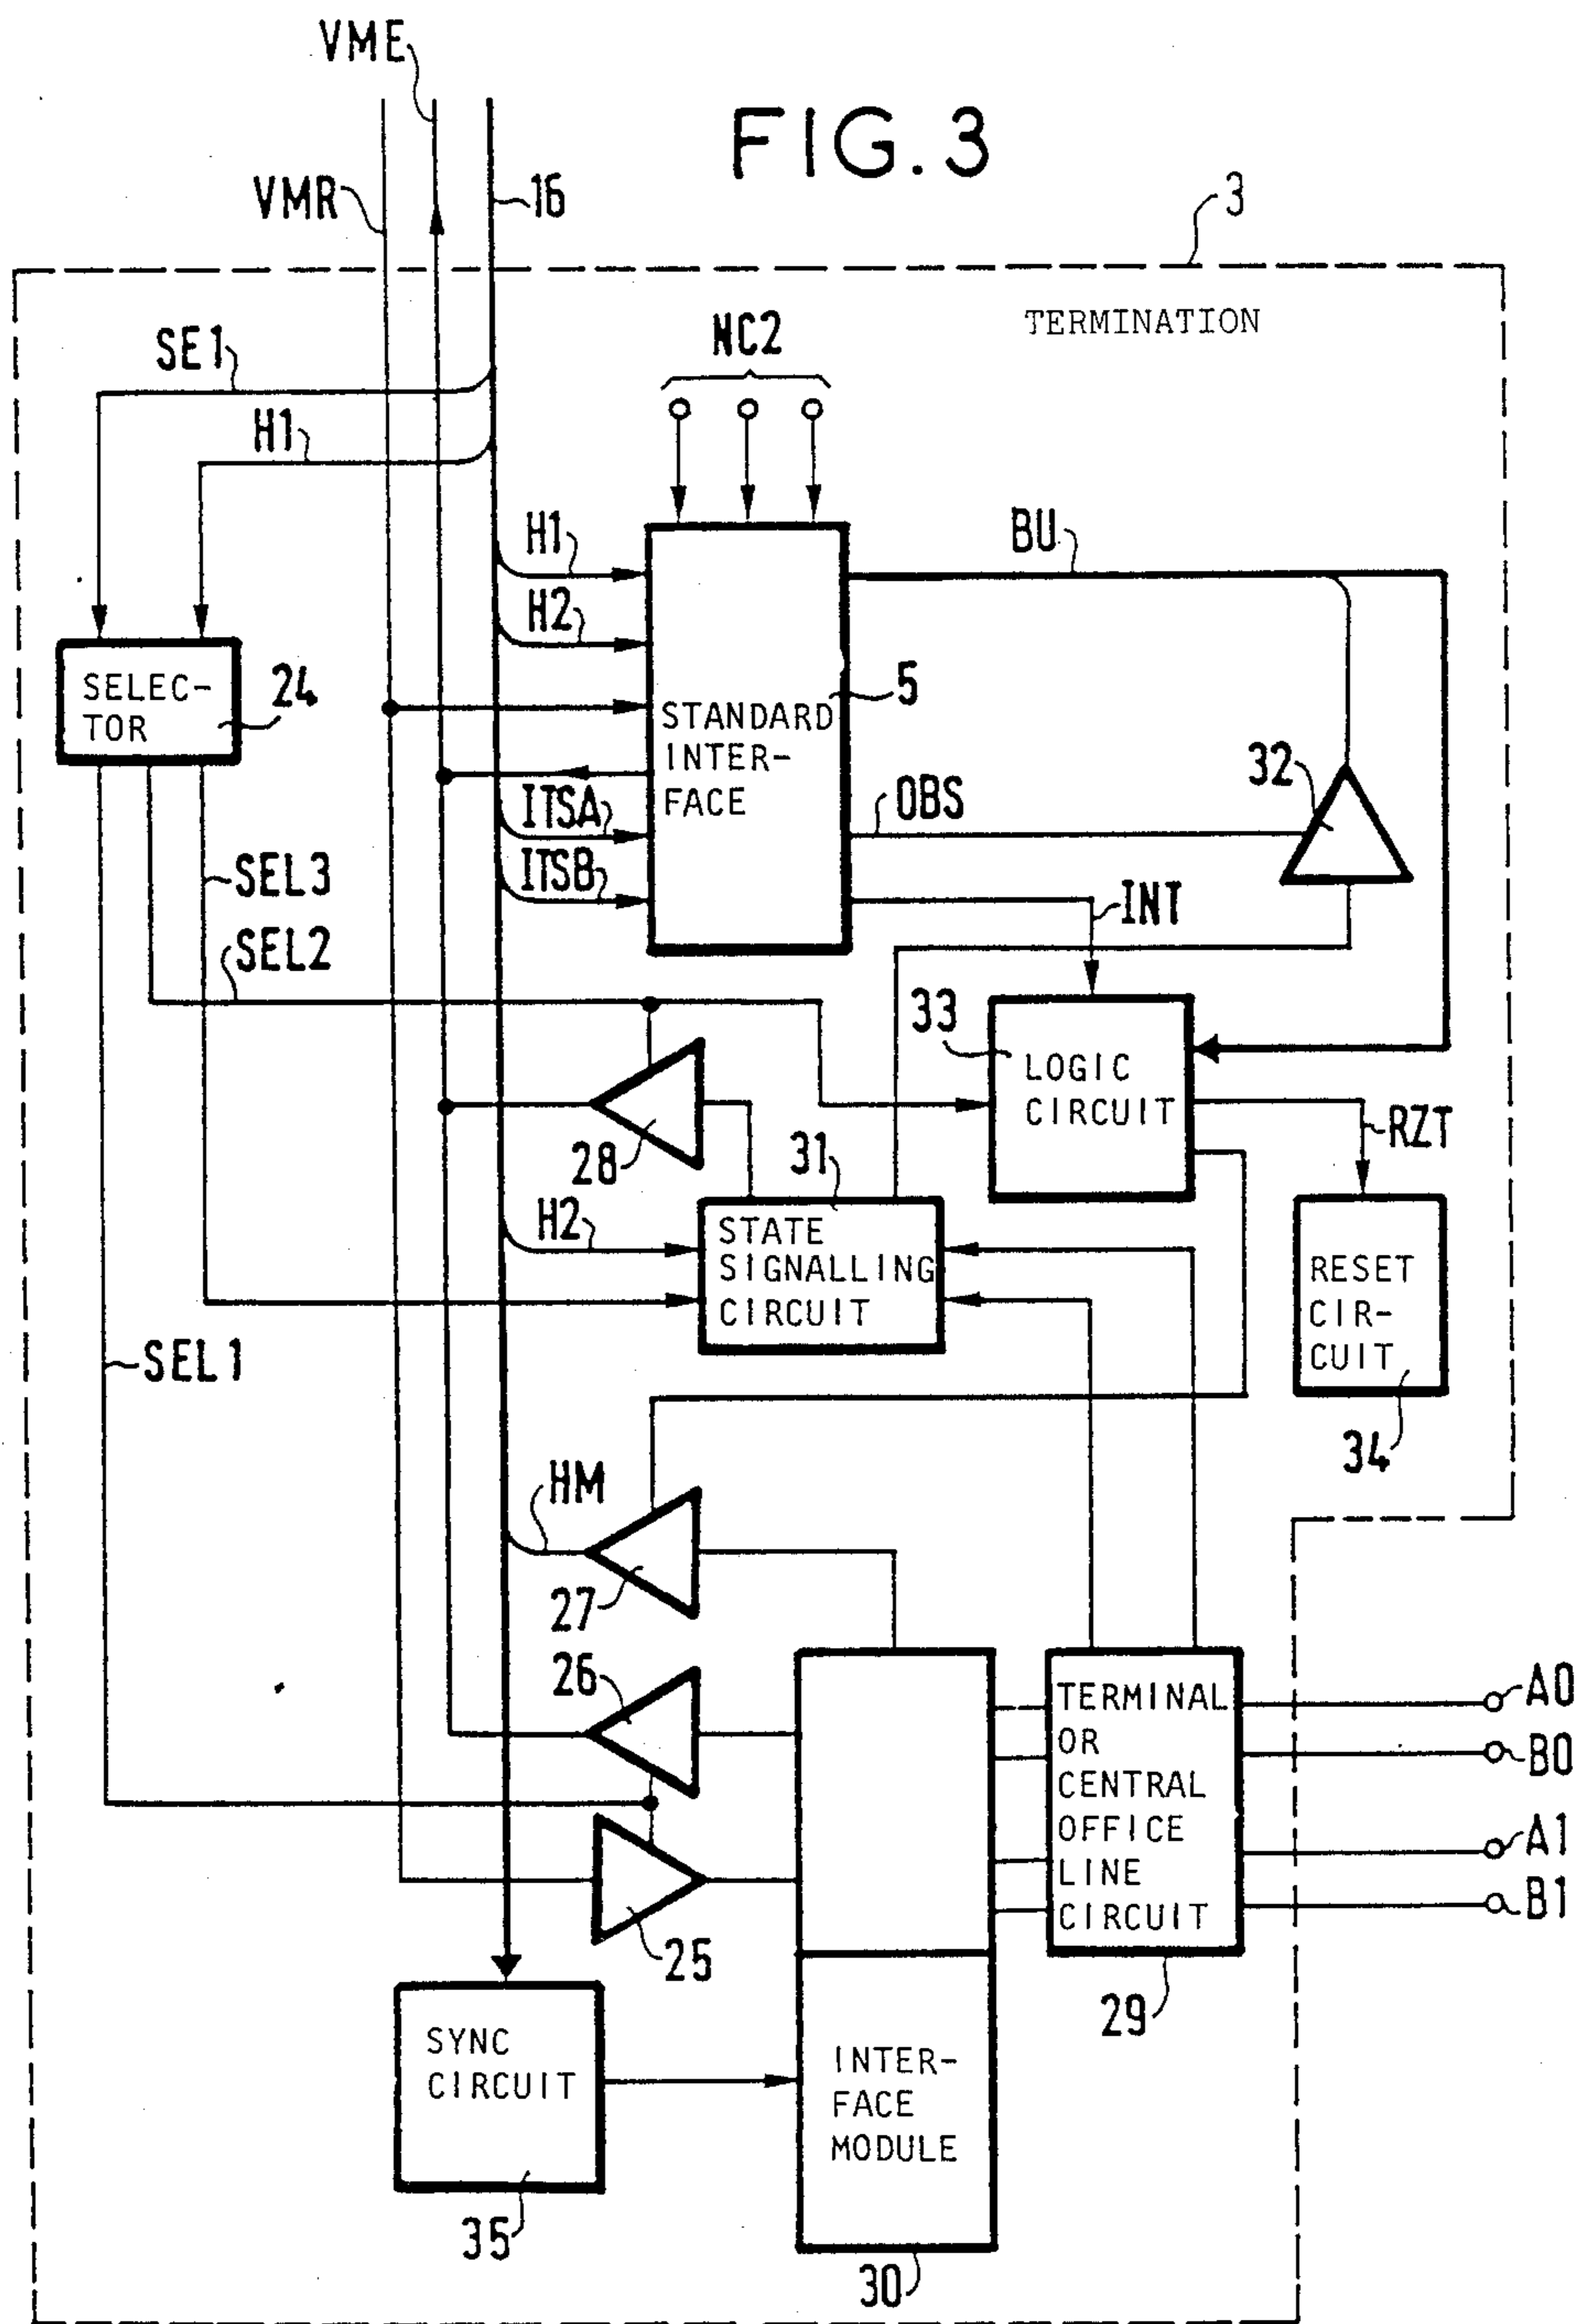 VME
FIG. 3
VMR
16
3
TERMINATION
NC2
SE1
H1
H1
BU
H2
SELEC-
TOR
24
5
STANDARD
INTER-
FACE
32
ITSA
OBS
ITSB
SEL3
INT
SEL2
33
LOGIC
CIRCUIT
28
31
RZT
H2
STATE
SIGNALLING
CIRCUIT
RESET
CIR-
CUIT
SEL1
34
HM
27
26
TERMINAL
OR
CENTRAL
OFFICE
LINE
CIRCUIT
A0
B0
A1
B1
25
29
SYNC
CIRCUIT
INTER-
FACE
MODULE
35
30